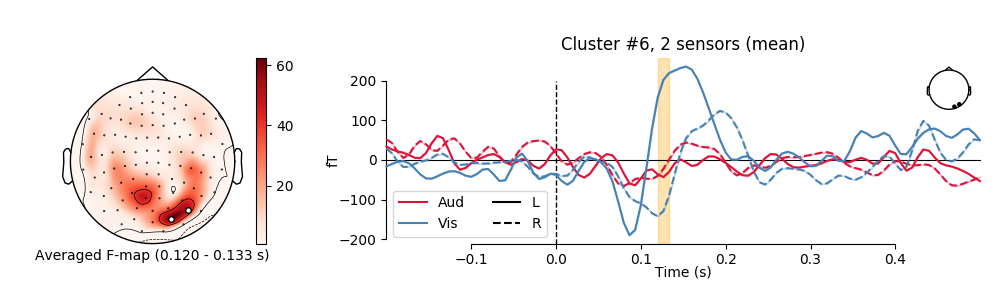 Cluster #6, 2 sensors (mean)
60
40
20
Averaged F-map (0.120 - 0.133 s)
fT
200
100
0
−100
−200
Aud
Vis
L
R
−0.1
0.0
0.1
0.2
0.3
0.4
Time (s)